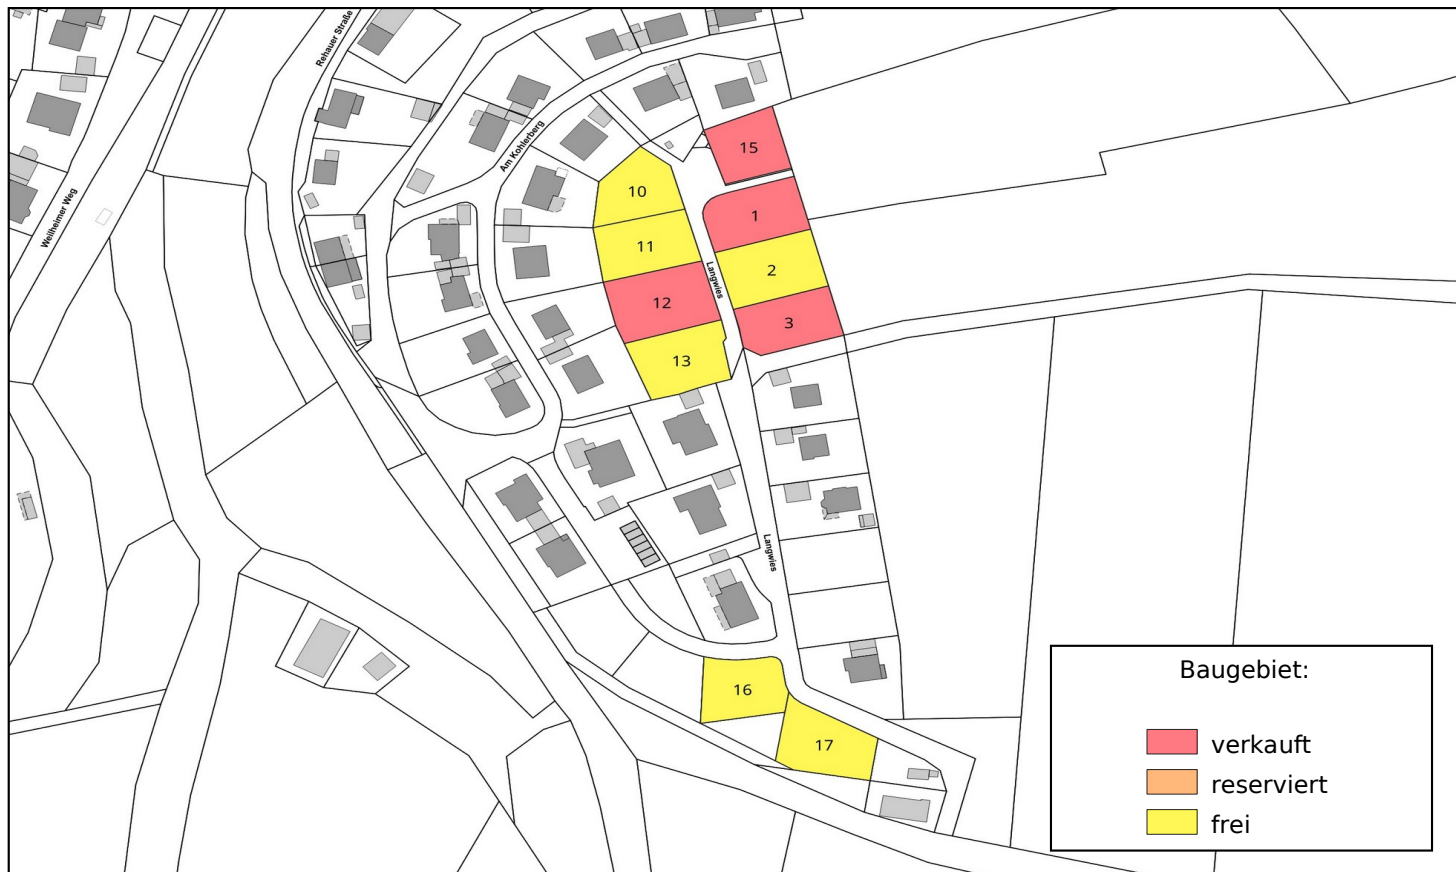 Rehauer Straße
Am Kohlerberg
Weilheimer Weg
15
10
1
11
2
Langwies
12
3
13
Langwies
16
17
Baugebiet:
verkauft
reserviert
frei